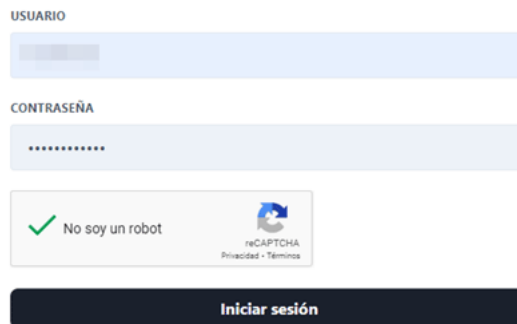 USUARIO
CONTRASEÑA
••••••••••••
No soy un robot
reCAPTCHA
Privacidad - Términos
Iniciar sesión